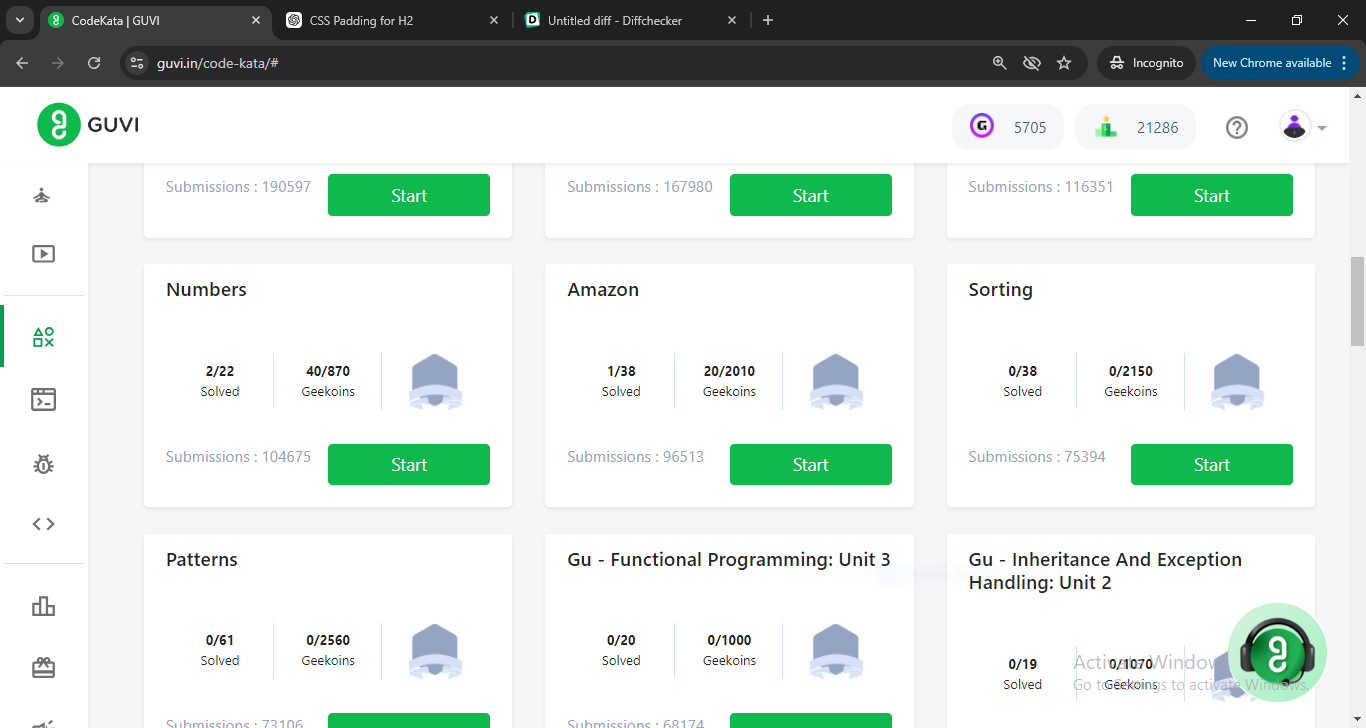 CodeKata | GUVI
CSS Padding for H2
Untitled diff - Diffchecker
guvi.in/code-kata/#
Incognito
New Chrome available
GUVI
G
5705
21286
Submissions : 190597
Start
Submissions : 167980
Start
Submissions : 116351
Start
Numbers
2/22
Solved
40/870
Geekoins
Submissions : 104675
Start
Amazon
1/38
Solved
20/2010
Geekoins
Submissions : 96513
Start
Sorting
0/38
Solved
0/2150
Geekoins
Submissions : 75394
Start
Patterns
0/61
Solved
0/2560
Geekoins
Submissions : 73106
Gu - Functional Programming: Unit 3
0/20
Solved
0/1000
Geekoins
Submissions : 68174
Gu - Inheritance And Exception
Handling: Unit 2
0/19
Solved
0/1070
Geekoins
Activate Windows
Go to Settings to activate Windows.